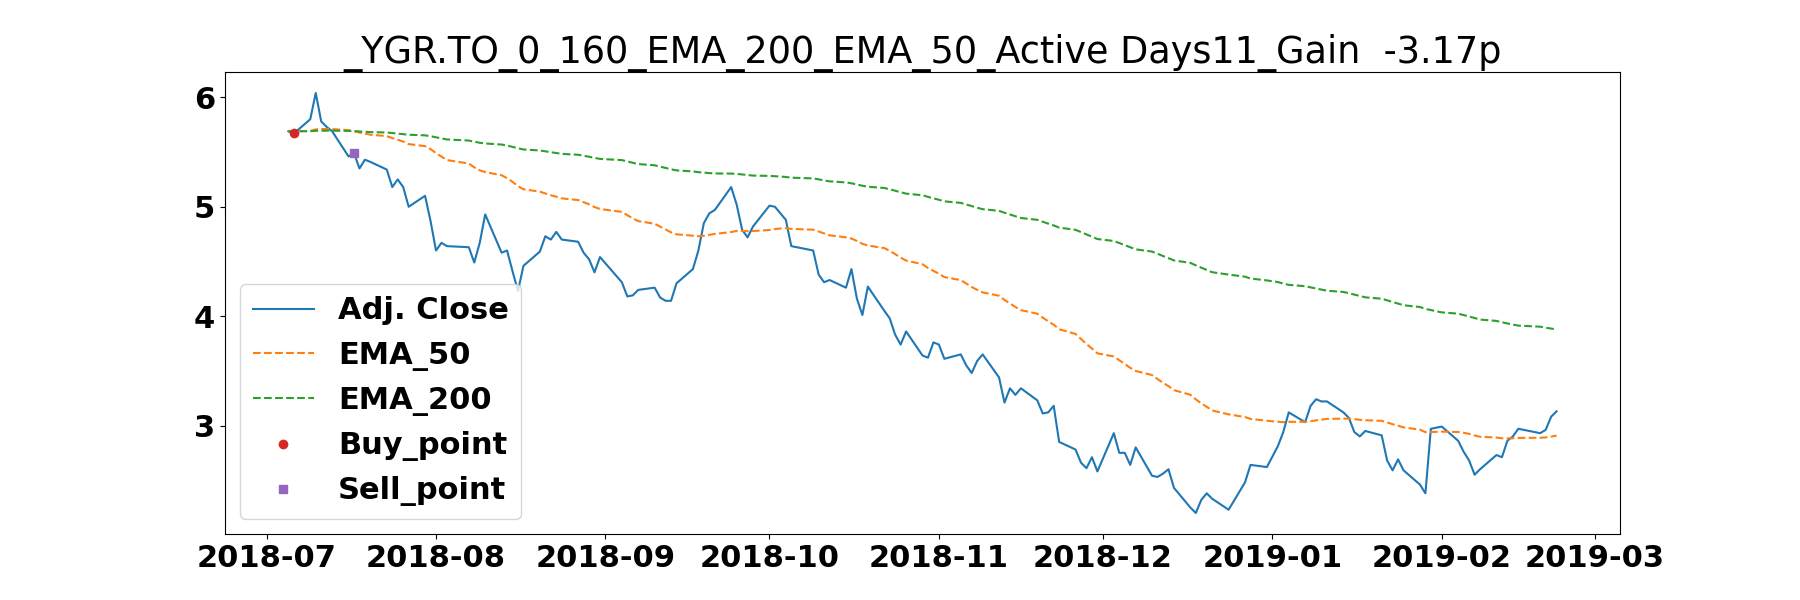 _YGR.TO_0_160_EMA_200_EMA_50_Active Days11_Gain  -3.17p
6
5
4
3
Adj. Close
EMA_50
EMA_200
Buy_point
Sell_point
2018-07 2018-08 2018-09 2018-10 2018-11 2018-12 2019-01 2019-02 2019-03